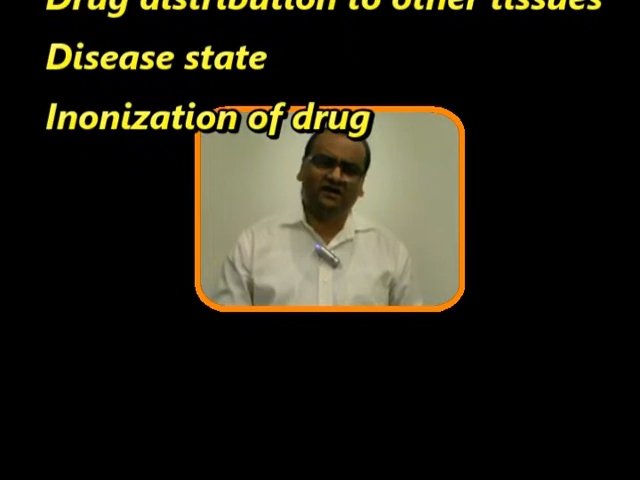 Drug distribution to other tissues
Disease state
Inonization of drug